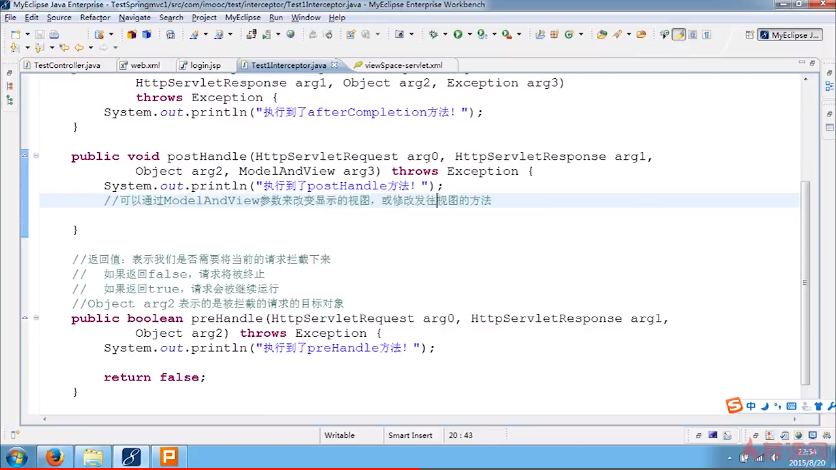 MyEclipse Java Enterprise - TestSpringmvc1/src/com/imooc/test/interceptor/Test1Interceptor.java - MyEclipse Enterprise Workbench
File Edit Source Refactor Navigate Search Project MyEclipse Run Window Help
MyEclipse J
TestController.java web.xml login.jsp Test1Interceptor.java viewSpace-servlet.xml
HttpServletResponse arg1, Object arg2, Exception arg3)
throws Exception {
System.out.println("执行到了afterCompletion方法!");
}
public void postHandle(HttpServletRequest arg0, HttpServletResponse arg1,
Object arg2, ModelAndView arg3) throws Exception {
System.out.println("执行到了postHandle方法!");
//可以通过ModelAndView参数来改变显示的视图，或修改发往视图的方法
}
//返回值：表示我们是否需要将当前的请求拦截下来
// 如果返回false，请求将被终止
// 如果返回true，请求会被继续运行
//Object arg2表示的是被拦截的请求的目标对象
public boolean preHandle(HttpServletRequest arg0, HttpServletResponse arg1,
Object arg2) throws Exception {
System.out.println("执行到了preHandle方法!");
return false;
}
中
Writable Smart Insert 20 : 43
2015/8/20